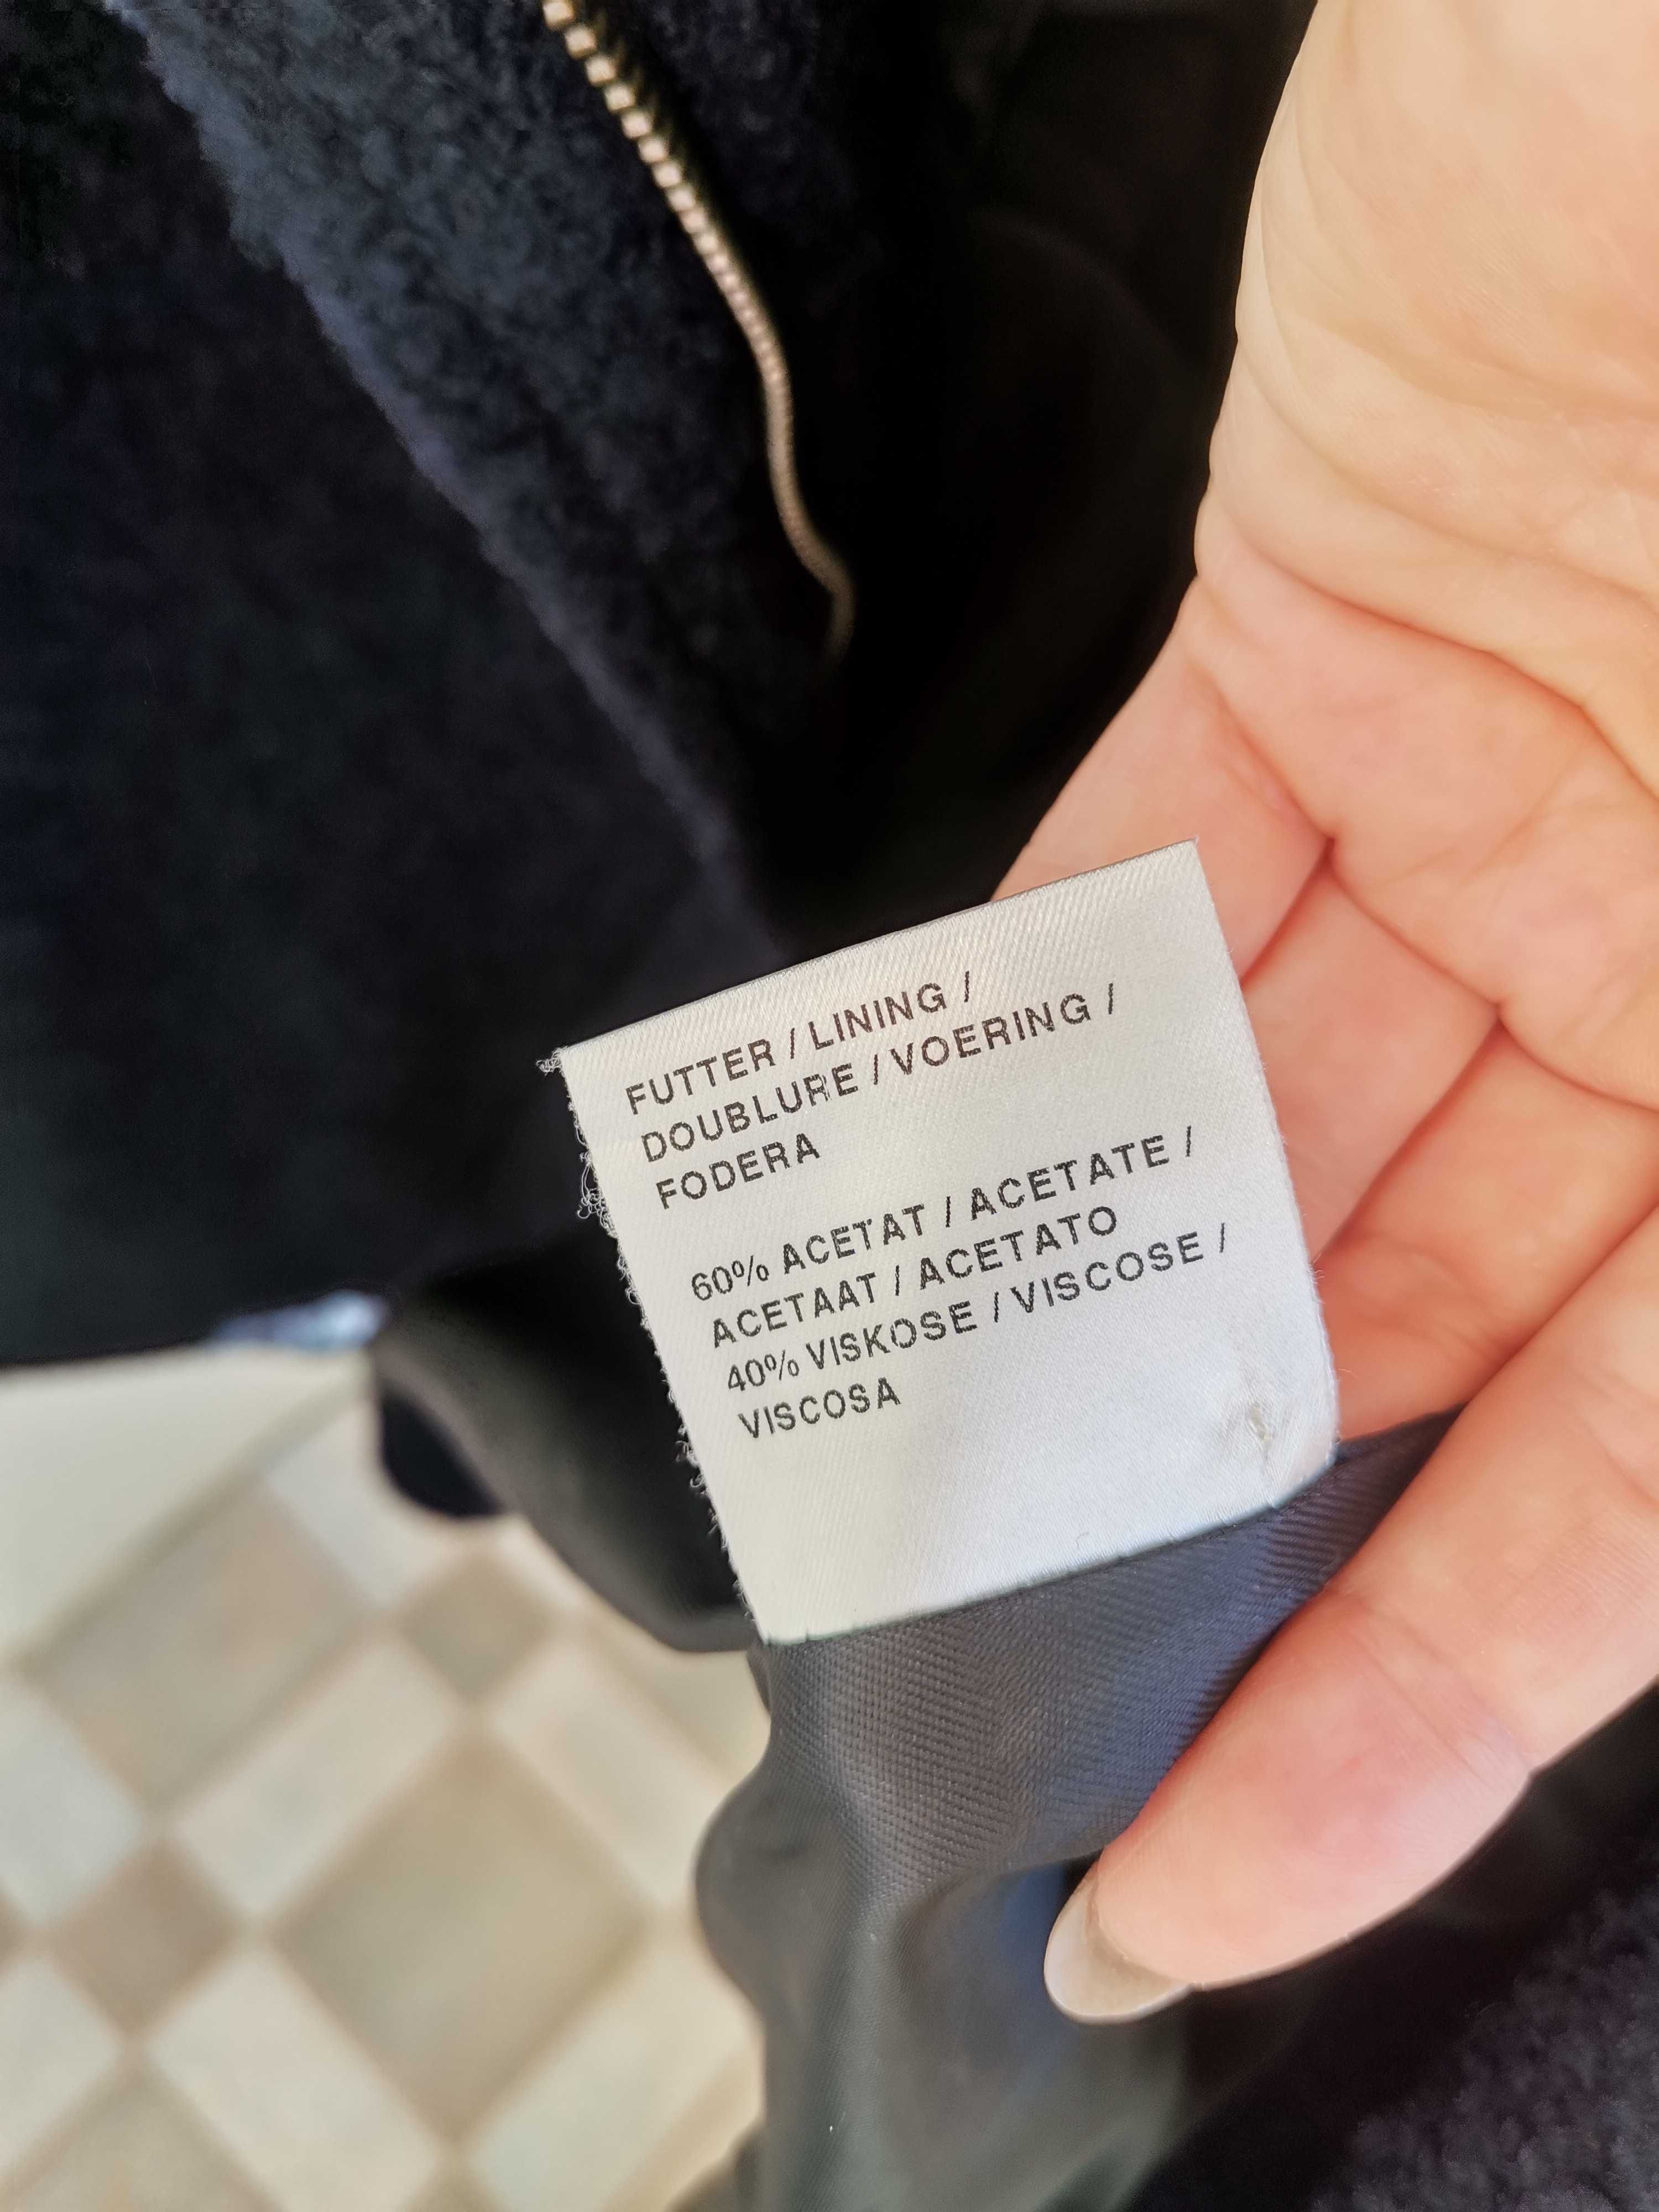 FUTTER / LINING /
DOUBLURE / VOERING /
FODERA
60% ACETAT / ACETATE /
ACETAAT / ACETATO
40% VISKOSE / VISCOSE /
VISCOSA